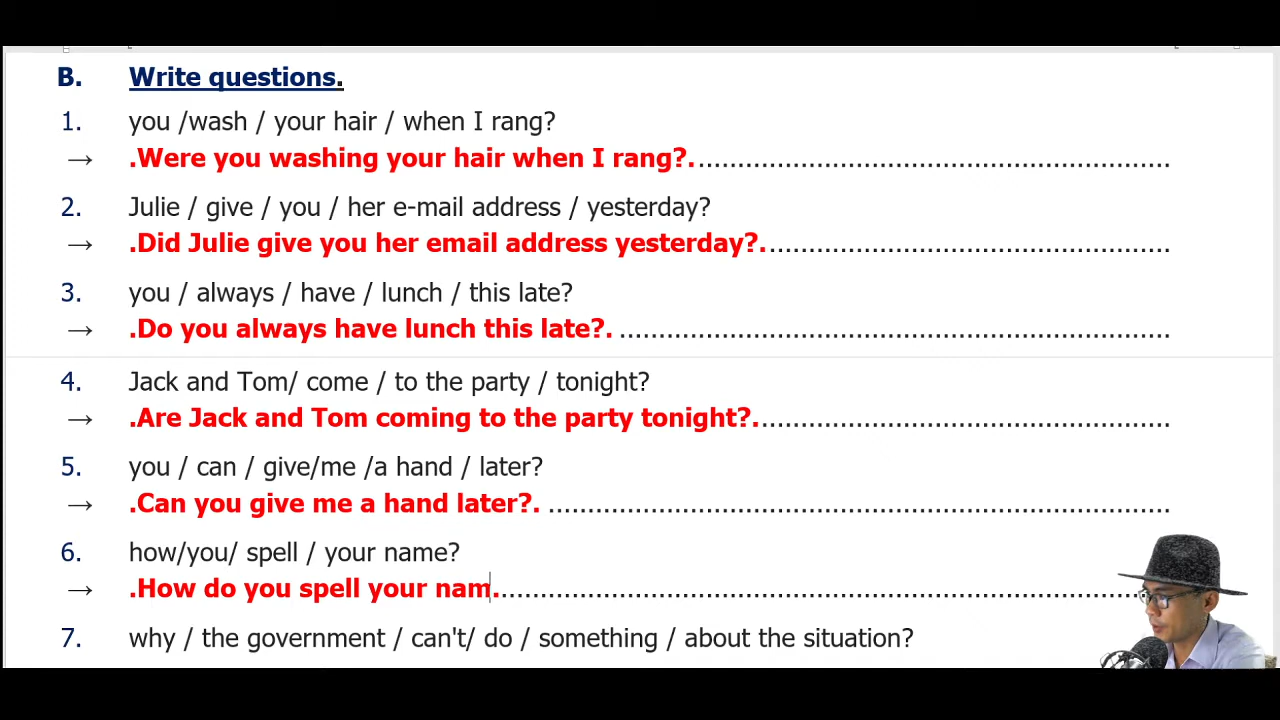 B. Write questions.
1. you /wash / your hair / when I rang?
→ .Were you washing your hair when I rang?...............................................................
2. Julie / give / you / her e-mail address / yesterday?
→ .Did Julie give you her email address yesterday?......................................................
3. you / always / have / lunch / this late?
→ .Do you always have lunch this late?. .......................................................................
4. Jack and Tom/ come / to the party / tonight?
→ .Are Jack and Tom coming to the party tonight?.......................................................
5. you / can / give/me /a hand / later?
→ .Can you give me a hand later?. ................................................................................
6. how/you/ spell / your name?
→ .How do you spell your nam...................................................................................
7. why / the government / can't/ do / something / about the situation?